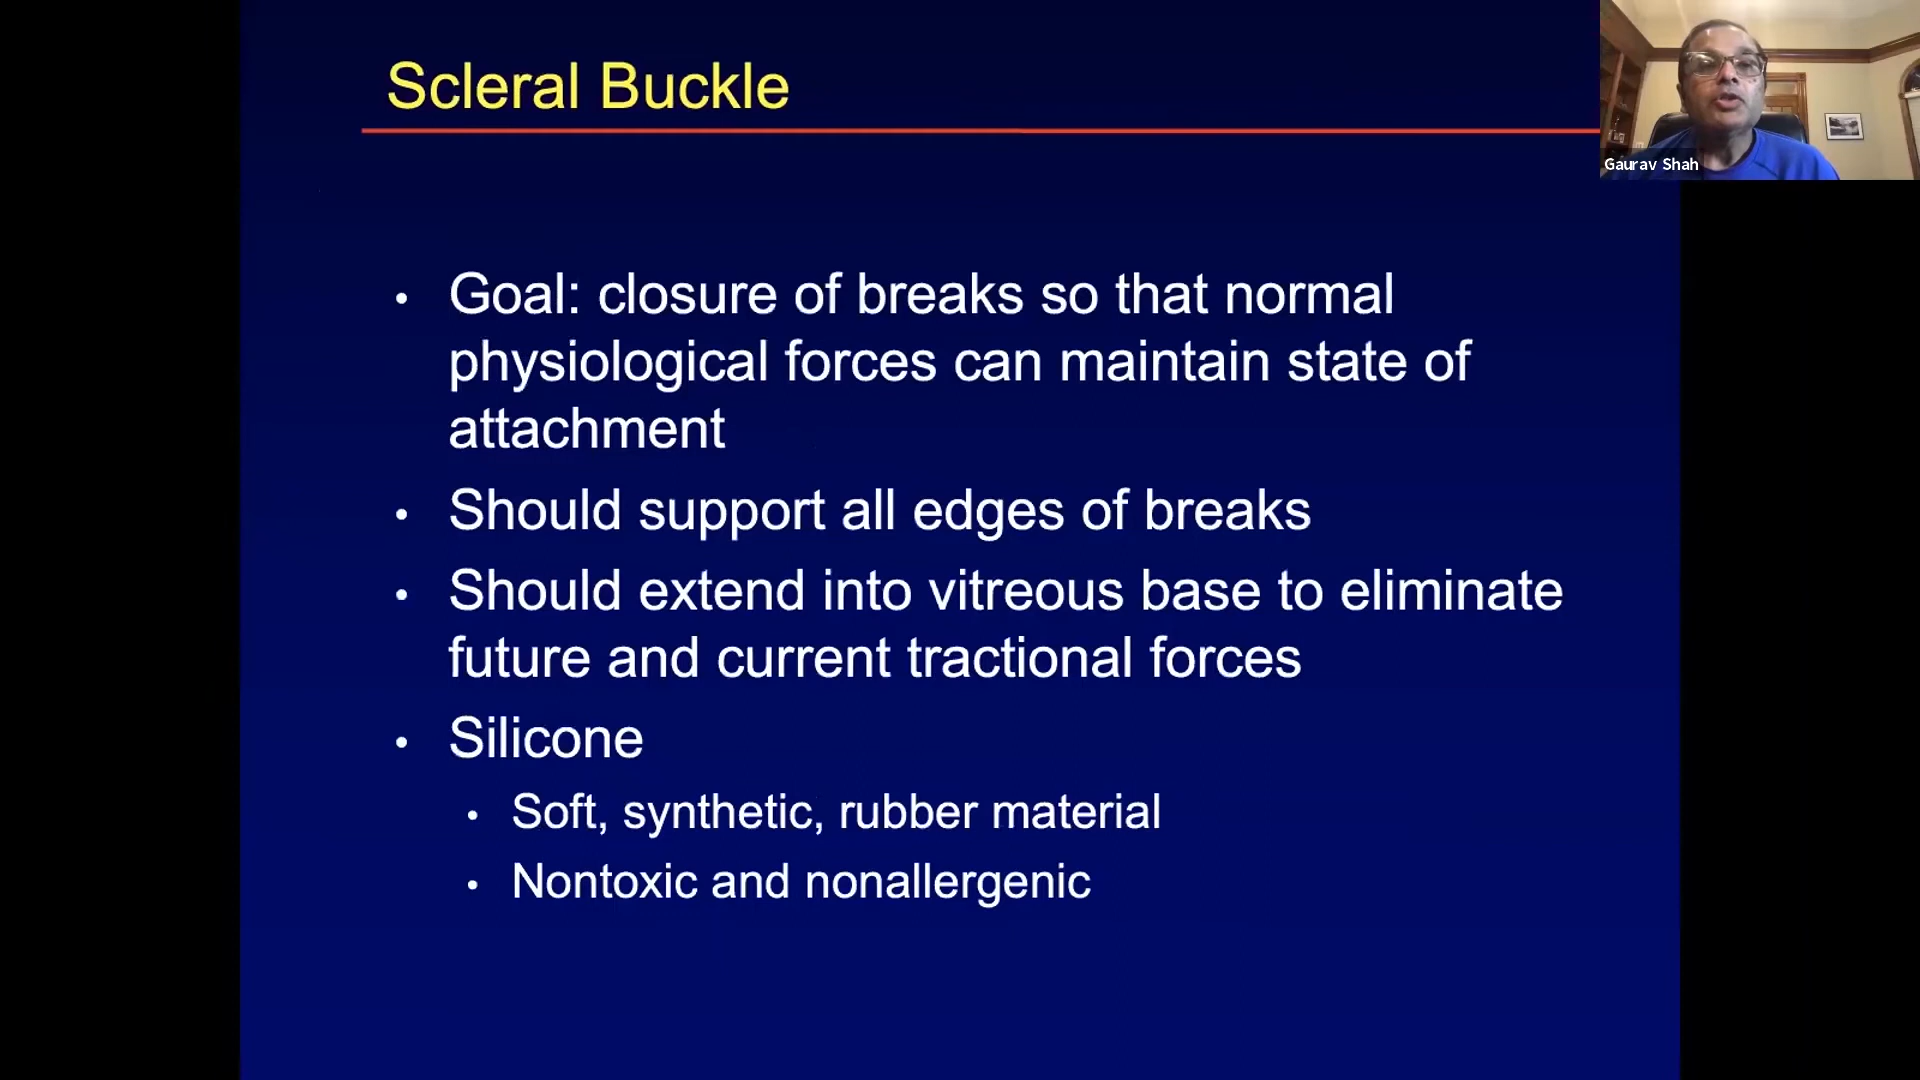 Scleral Buckle
Gaurav Shah
• Goal: closure of breaks so that normal
physiological forces can maintain state of
attachment
• Should support all edges of breaks
• Should extend into vitreous base to eliminate
future and current tractional forces
• Silicone
• Soft, synthetic, rubber material
• Nontoxic and nonallergenic